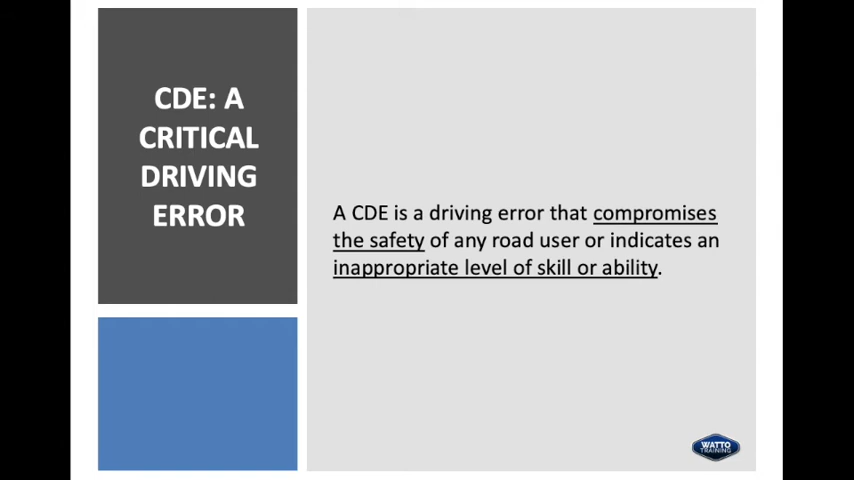 CDE: A
CRITICAL
DRIVING
ERROR
A CDE is a driving error that compromises
the safety of any road user or indicates an
inappropriate level of skill or ability.
WATTO
TRAINING